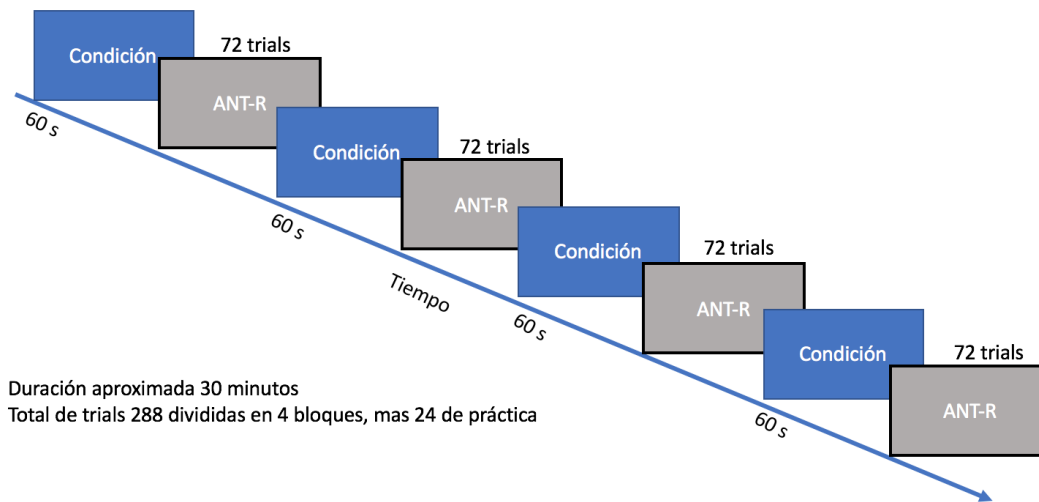 Condición
72 trials
ANT-R
60 s
Condición
72 trials
ANT-R
60 s
Condición
72 trials
ANT-R
Tiempo
60 s
Condición
72 trials
ANT-R
60 s
Duración aproximada 30 minutos
Total de trials 288 divididas en 4 bloques, mas 24 de práctica